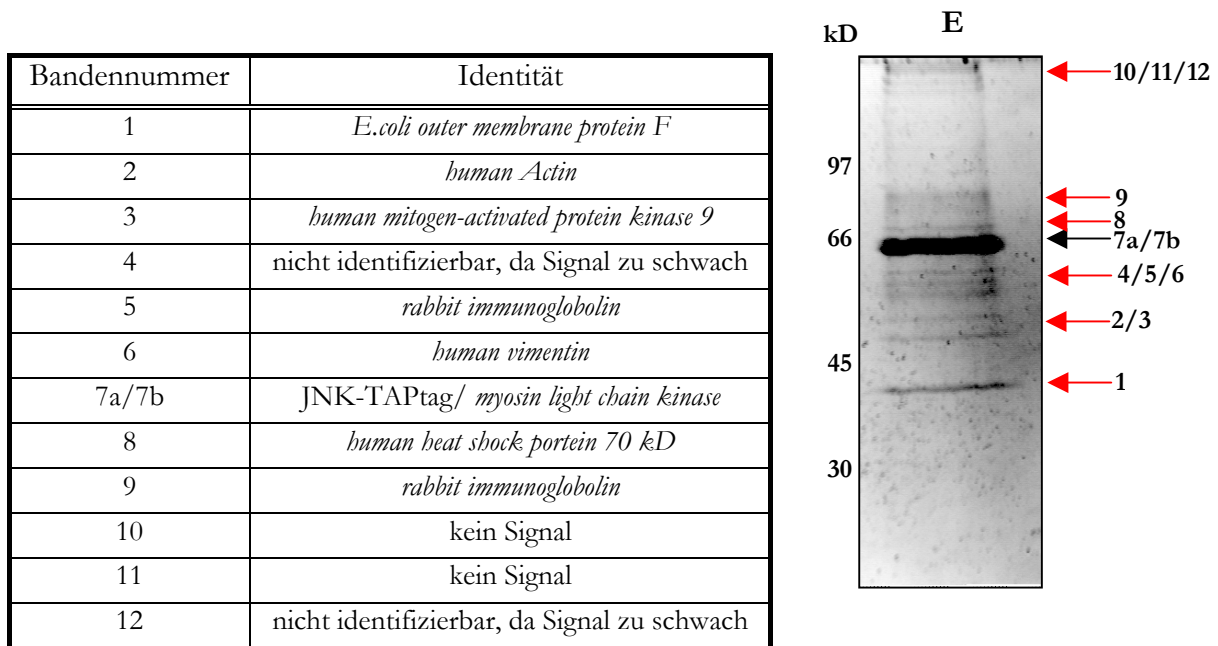 Bandennummer Identität
1 E.coli outer membrane protein F
2 human Actin
3 human mitogen-activated protein kinase 9
4 nicht identifizierbar, da Signal zu schwach
5 rabbit immunoglobolin
6 human vimentin
7a/7b JNK-TAPtag/ myosin light chain kinase
8 human heat shock portein 70 kD
9 rabbit immunoglobolin
10 kein Signal
11 kein Signal
12 nicht identifizierbar, da Signal zu schwach
kD E
10/11/12
97
9
8
66 7a/7b
4/5/6
2/3
45
1
30